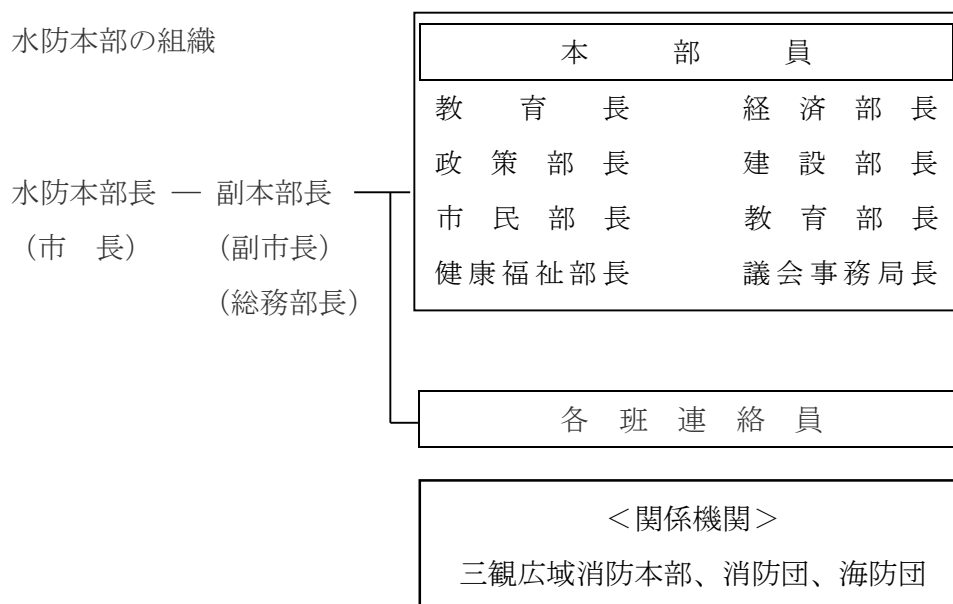 水防本部の組織
本部員
教育長 経済部長
政策部長 建設部長
水防本部長 ― 副本部長
市民部長 教育部長
（市　長） （副市長）
健康福祉部長 議会事務局長
（総務部長）
各班連絡員
＜関係機関＞
三観広域消防本部、消防団、海防団